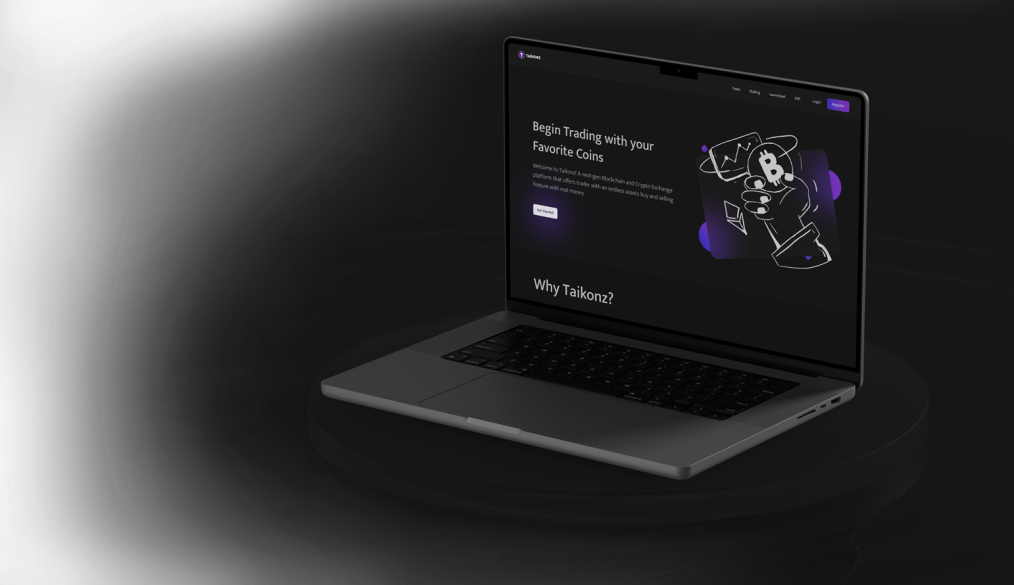 TAIKONZ
Staking
Launchpad
P2P
Login
Register
Begin Trading with your
Favorite Coins
Welcome to Taikonz! A next-gen Blockchain and Crypto Exchange
platform that offers trader with an endless assets buy and selling
feature with real money.
Get Started
Why Taikonz?